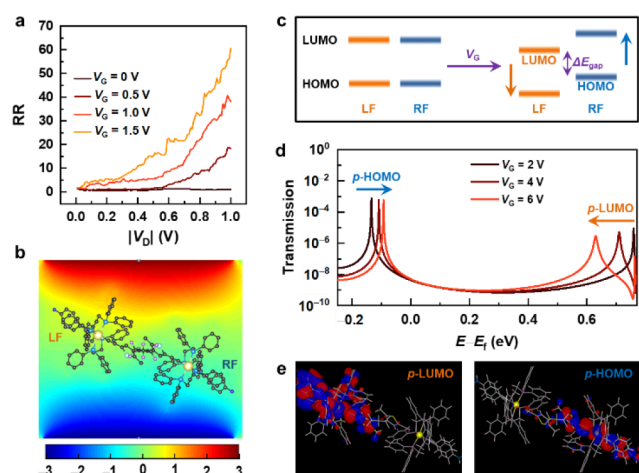 a
RR
70
60
50
40
30
20
10
0
V_G = 0 V
V_G = 0.5 V
V_G = 1.0 V
V_G = 1.5 V
0.0 0.2 0.4 0.6 0.8 1.0
|V_D| (V)
b
LF
RF
−3 −2 −1 0 1 2 3
c
LUMO
HOMO
LF RF
V_G
LUMO
ΔE_gap
HOMO
LF RF
d
Transmission
10^0
10^−2
10^−4
10^−6
10^−8
10^−10
p-HOMO
V_G = 2 V
V_G = 4 V
V_G = 6 V
p-LUMO
−0.2 0.0 0.2 0.4 0.6
E−E_f (eV)
e
p-LUMO
p-HOMO